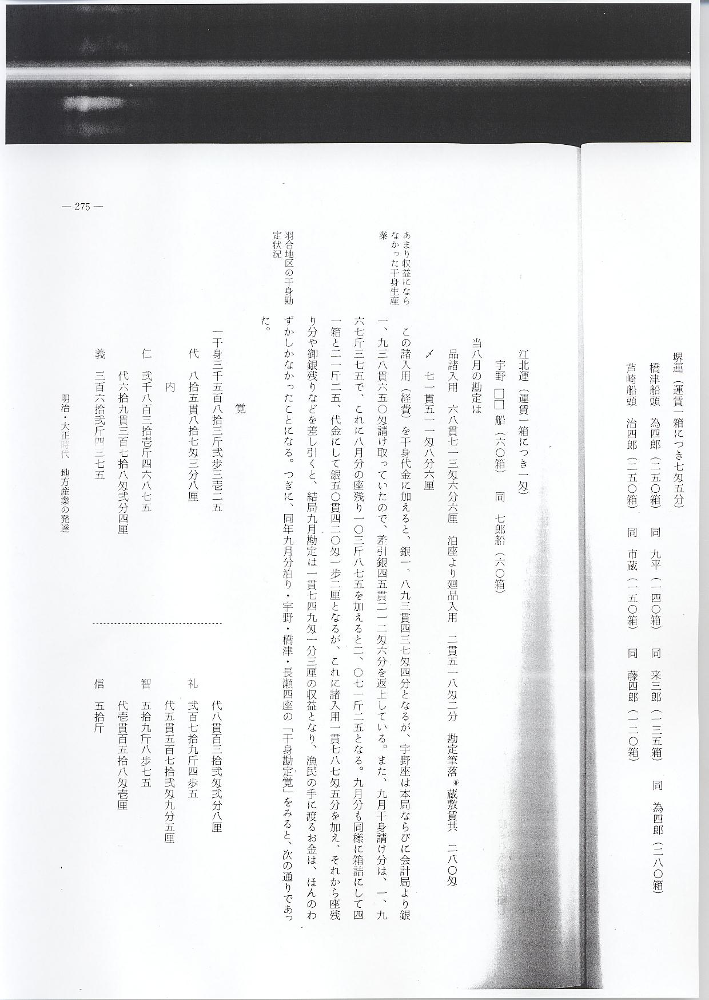 堺運（運賃一箱につき七匁五分）
橋津船頭　為四郎（二五〇箱）　同　九平（一四〇箱）　同　来三郎（一三五箱）　同　為四郎（二八〇箱）
芦崎船頭　治四郎（二五〇箱）　同　市蔵（一五〇箱）　同　藤四郎（一二〇箱）
江北運（運賃一箱につき一匁）
宇野　□□　船（六〇箱）　同　七郎船（六〇箱）
当八月の勘定は
品諸入用　六八貫七一三匁六分六厘　泊座より廻品入用　二貫五一八匁二分　勘定筆落並蔵敷賃共　二八〇匁
〆　七一貫五一一匁八分六厘
あまり収益になら
なかった干身生産
業
この諸入用（経費）を干身代金に加えると、銀一、八九三貫四三七匁四分となるが、宇野座は本局ならびに会計局より銀
一、九三八貫六五〇匁請け取っていたので、差引銀四五貫二一二匁六分を返上している。また、九月干身請け分は、一、九
六七斤三七五で、これに八月分の座残り一〇三斤八七五を加えると二、〇七一斤二五となる。九月分も同様に箱詰にして四
一箱と二一斤二五、代金にして銀五〇貫四二〇匁一歩二厘となるが、これに諸入用一貫七八七匁五分を加え、それから座残
り分や御銀残りなどを差し引くと、結局九月勘定は一貫七四九匁一分三厘の収益となり、漁民の手に渡るお金は、ほんのわ
羽合地区の干身勘
定状況
ずかしかなかったことになる。つぎに、同年九月分泊り・宇野・橋津・長瀬四座の「干身勘定覚」をみると、次の通りであっ
た。
覚
一干身三千五百八拾三斤弐歩三壱二五
代　八拾五貫八拾七匁三分八厘
内
仁　弐千八百三拾壱斤四六八七五
代六拾九貫三百七拾八匁弐分四厘
義　三百六拾弐斤四三七五
代八貫百三拾弐匁弐分八厘
礼　弐百七拾九斤四歩五
代五貫五百七拾弐匁九分五厘
智　五拾九斤八歩七五
代壱貫百五拾八匁壱厘
信　五拾斤
明治・大正時代　地方産業の発達
— 275 —